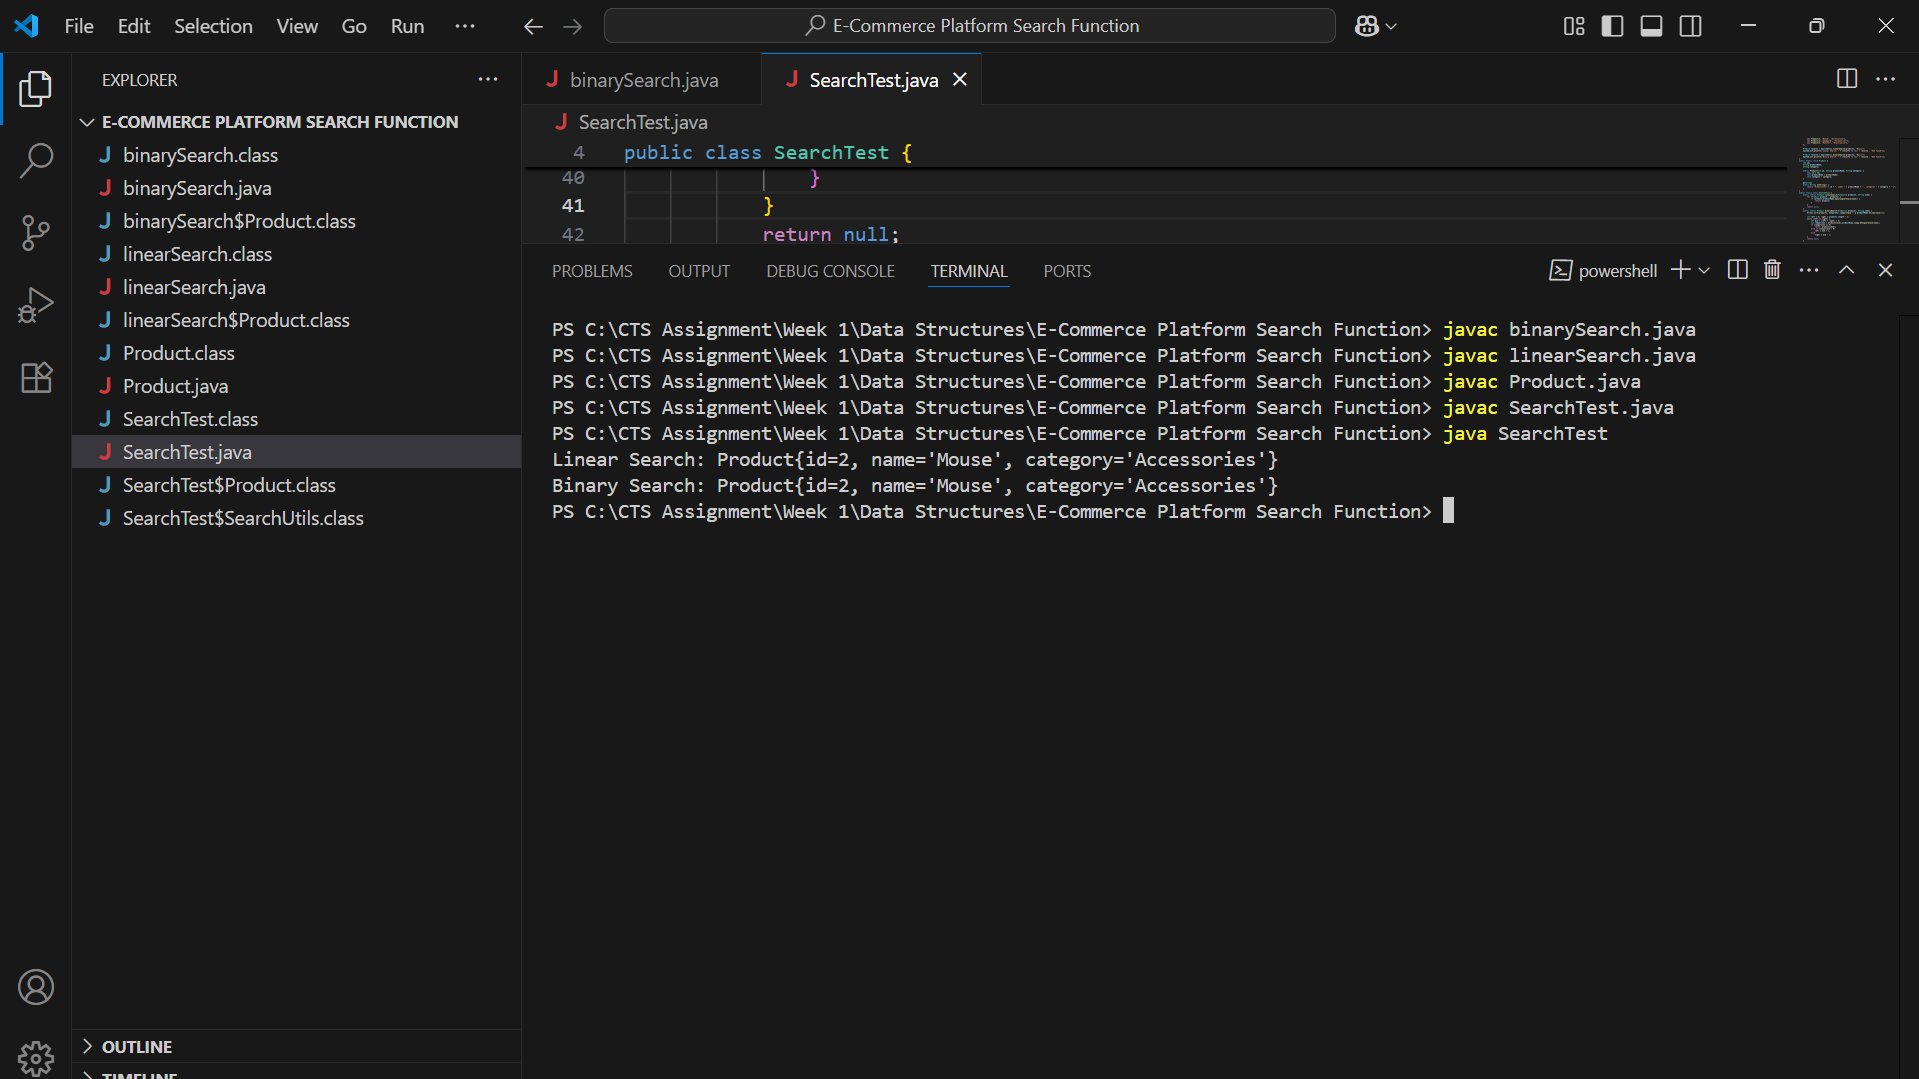 File Edit Selection View Go Run ···
E-Commerce Platform Search Function
EXPLORER
E-COMMERCE PLATFORM SEARCH FUNCTION
J binarySearch.class
J binarySearch.java
J binarySearch$Product.class
J linearSearch.class
J linearSearch.java
J linearSearch$Product.class
J Product.class
J Product.java
J SearchTest.class
J SearchTest.java
J SearchTest$Product.class
J SearchTest$SearchUtils.class
OUTLINE
TIMELINE
J binarySearch.java J SearchTest.java
J SearchTest.java
4 public class SearchTest {
40 }
41 }
42 return null;
PROBLEMS OUTPUT DEBUG CONSOLE TERMINAL PORTS powershell
PS C:\CTS Assignment\Week 1\Data Structures\E-Commerce Platform Search Function> javac binarySearch.java
PS C:\CTS Assignment\Week 1\Data Structures\E-Commerce Platform Search Function> javac linearSearch.java
PS C:\CTS Assignment\Week 1\Data Structures\E-Commerce Platform Search Function> javac Product.java
PS C:\CTS Assignment\Week 1\Data Structures\E-Commerce Platform Search Function> javac SearchTest.java
PS C:\CTS Assignment\Week 1\Data Structures\E-Commerce Platform Search Function> java SearchTest
Linear Search: Product{id=2, name='Mouse', category='Accessories'}
Binary Search: Product{id=2, name='Mouse', category='Accessories'}
PS C:\CTS Assignment\Week 1\Data Structures\E-Commerce Platform Search Function>